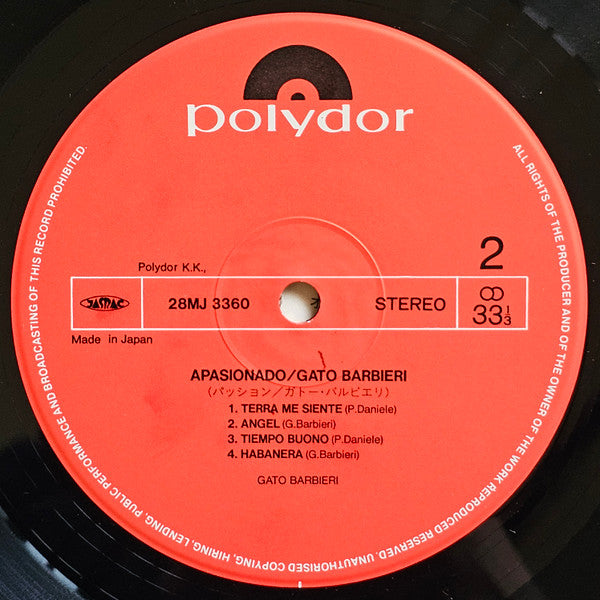 polydor
Polydor K.K.,
2
JASRAC
28MJ 3360
STEREO
33 1/3
Made in Japan
APASIONADO/GATO BARBIERI
(パッション/ガトー・バルビエリ)
1. TERRA ME SIENTE (P.Daniele)
2. ANGEL (G.Barbieri)
3. TIEMPO BUONO (P.Daniele)
4. HABANERA (G.Barbieri)
GATO BARBIERI
ALL RIGHTS OF THE PRODUCER AND OF THE OWNER OF THE WORK REPRODUCED RESERVED. UNAUTHORISED COPYING, HIRING, LENDING, PUBLIC PERFORMANCE AND BROADCASTING OF THIS RECORD PROHIBITED.